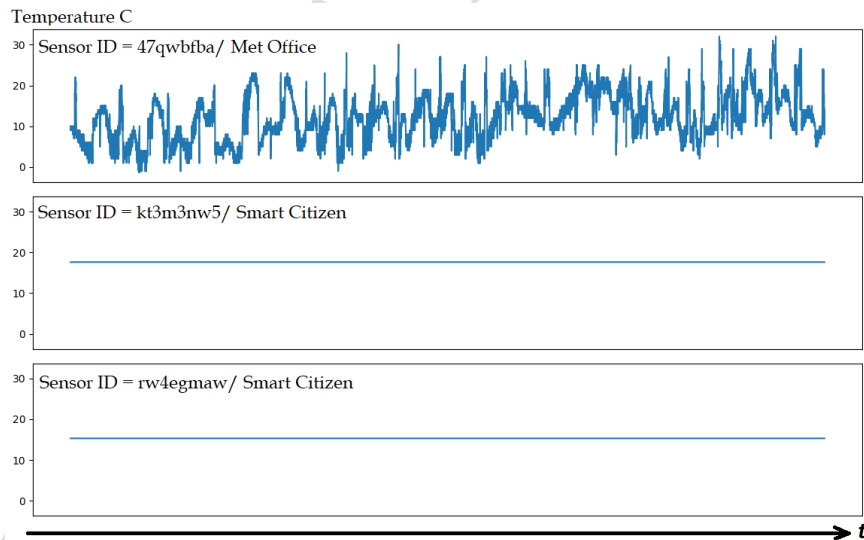 Temperature C
Sensor ID = 47qwbfba/ Met Office
30
20
10
0
Sensor ID = kt3m3nw5/ Smart Citizen
30
20
10
0
Sensor ID = rw4egmaw/ Smart Citizen
30
20
10
0
t